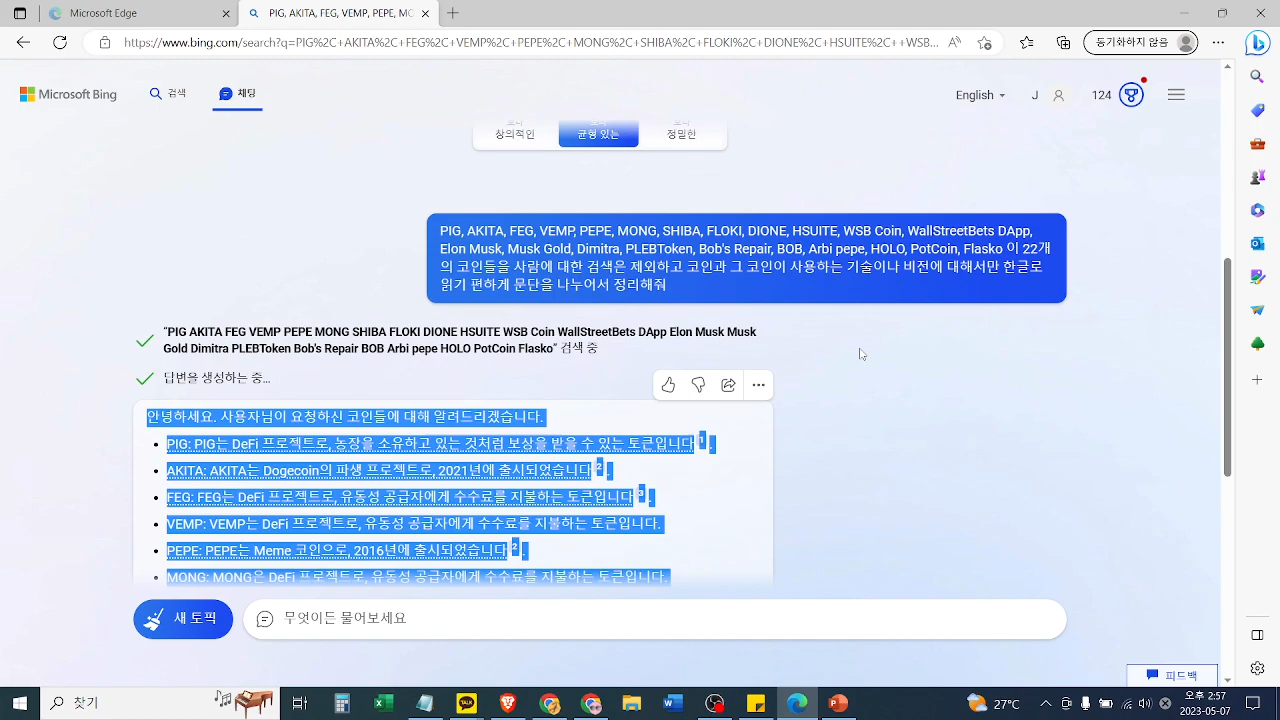 Microsoft Edge
PIG, AKITA, FEG, VEMP, PEPE, MO
https://www.bing.com/search?q=PIG%2C+AKITA%2C+FEG%2C+VEMP%2C+PEPE%2C+MONG%2C+SHIBA%2C+FLOKI%2C+DIONE%2C+HSUITE%2C++WSB...
동기화하지 않음
Microsoft Bing
검색
채팅
English
J
124
창의적인
균형 있는
정밀한
PIG, AKITA, FEG, VEMP, PEPE, MONG, SHIBA, FLOKI, DIONE, HSUITE, WSB Coin, WallStreetBets DApp,
Elon Musk, Musk Gold, Dimitra, PLEBToken, Bob's Repair, BOB, Arbi pepe, HOLO, PotCoin, Flasko 이 22개
의 코인들을 사람에 대한 검색은 제외하고 코인과 그 코인이 사용하는 기술이나 비전에 대해서만 한글로
읽기 편하게 문단을 나누어서 정리해줘
"PIG AKITA FEG VEMP PEPE MONG SHIBA FLOKI DIONE HSUITE WSB Coin WallStreetBets DApp Elon Musk Musk
Gold Dimitra PLEBToken Bob's Repair BOB Arbi pepe HOLO PotCoin Flasko" 검색 중
답변을 생성하는 중...
안녕하세요. 사용자님이 요청하신 코인들에 대해 알려드리겠습니다.
• PIG: PIG는 DeFi 프로젝트로, 농장을 소유하고 있는 것처럼 보상을 받을 수 있는 토큰입니다 1 .
• AKITA: AKITA는 Dogecoin의 파생 프로젝트로, 2021년에 출시되었습니다 2 .
• FEG: FEG는 DeFi 프로젝트로, 유동성 공급자에게 수수료를 지불하는 토큰입니다 3 .
• VEMP: VEMP는 DeFi 프로젝트로, 유동성 공급자에게 수수료를 지불하는 토큰입니다.
• PEPE: PEPE는 Meme 코인으로, 2016년에 출시되었습니다 2 .
• MONG: MONG은 DeFi 프로젝트로, 유동성 공급자에게 수수료를 지불하는 토큰입니다.
새 토픽
무엇이든 물어보세요
피드백
찾기
TALK
27°C
오후 2:57
2023-05-07